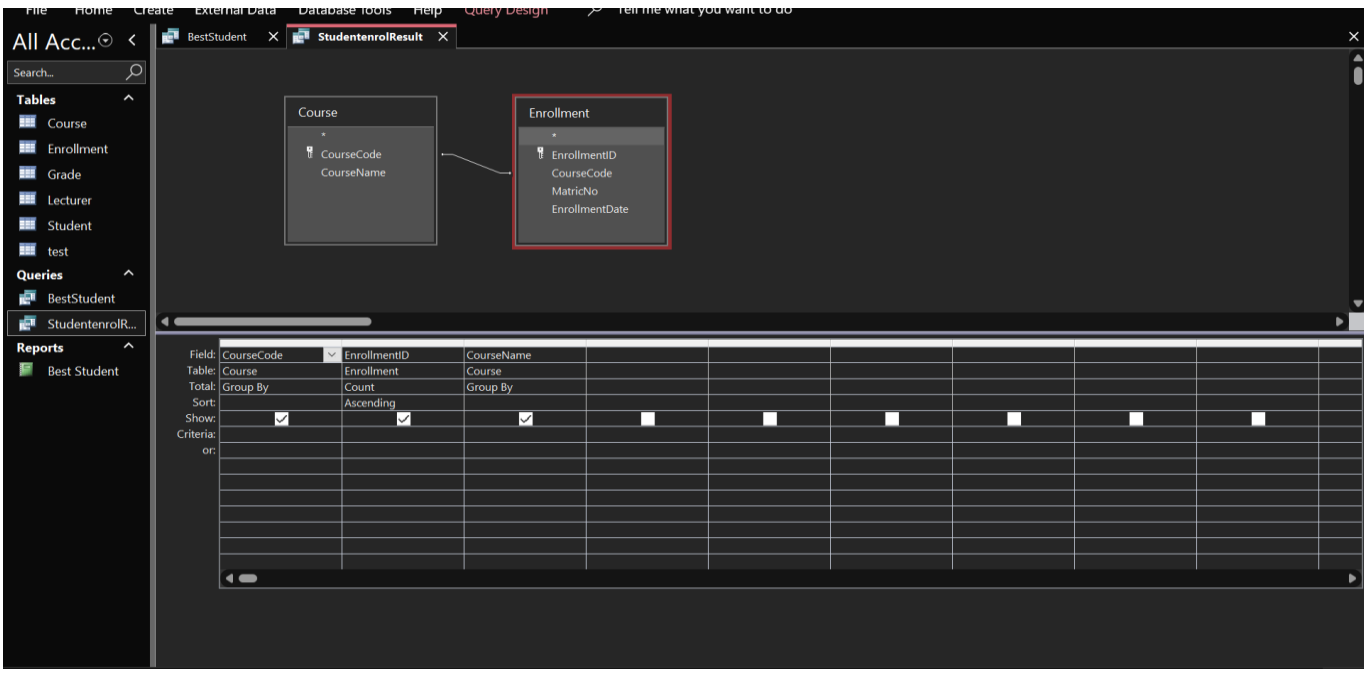 File Home Create External Data Database Tools Help Query Design Tell me what you want to do
All Acc...
BestStudent
StudentenrolResult
Search...
Tables
Course
Enrollment
Grade
Lecturer
Student
test
Queries
BestStudent
StudentenrolR...
Reports
Best Student
Course
*
CourseCode
CourseName
Enrollment
*
EnrollmentID
CourseCode
MatricNo
EnrollmentDate
Field: CourseCode EnrollmentID CourseName
Table: Course Enrollment Course
Total: Group By Count Group By
Sort: Ascending
Show:
Criteria:
or: